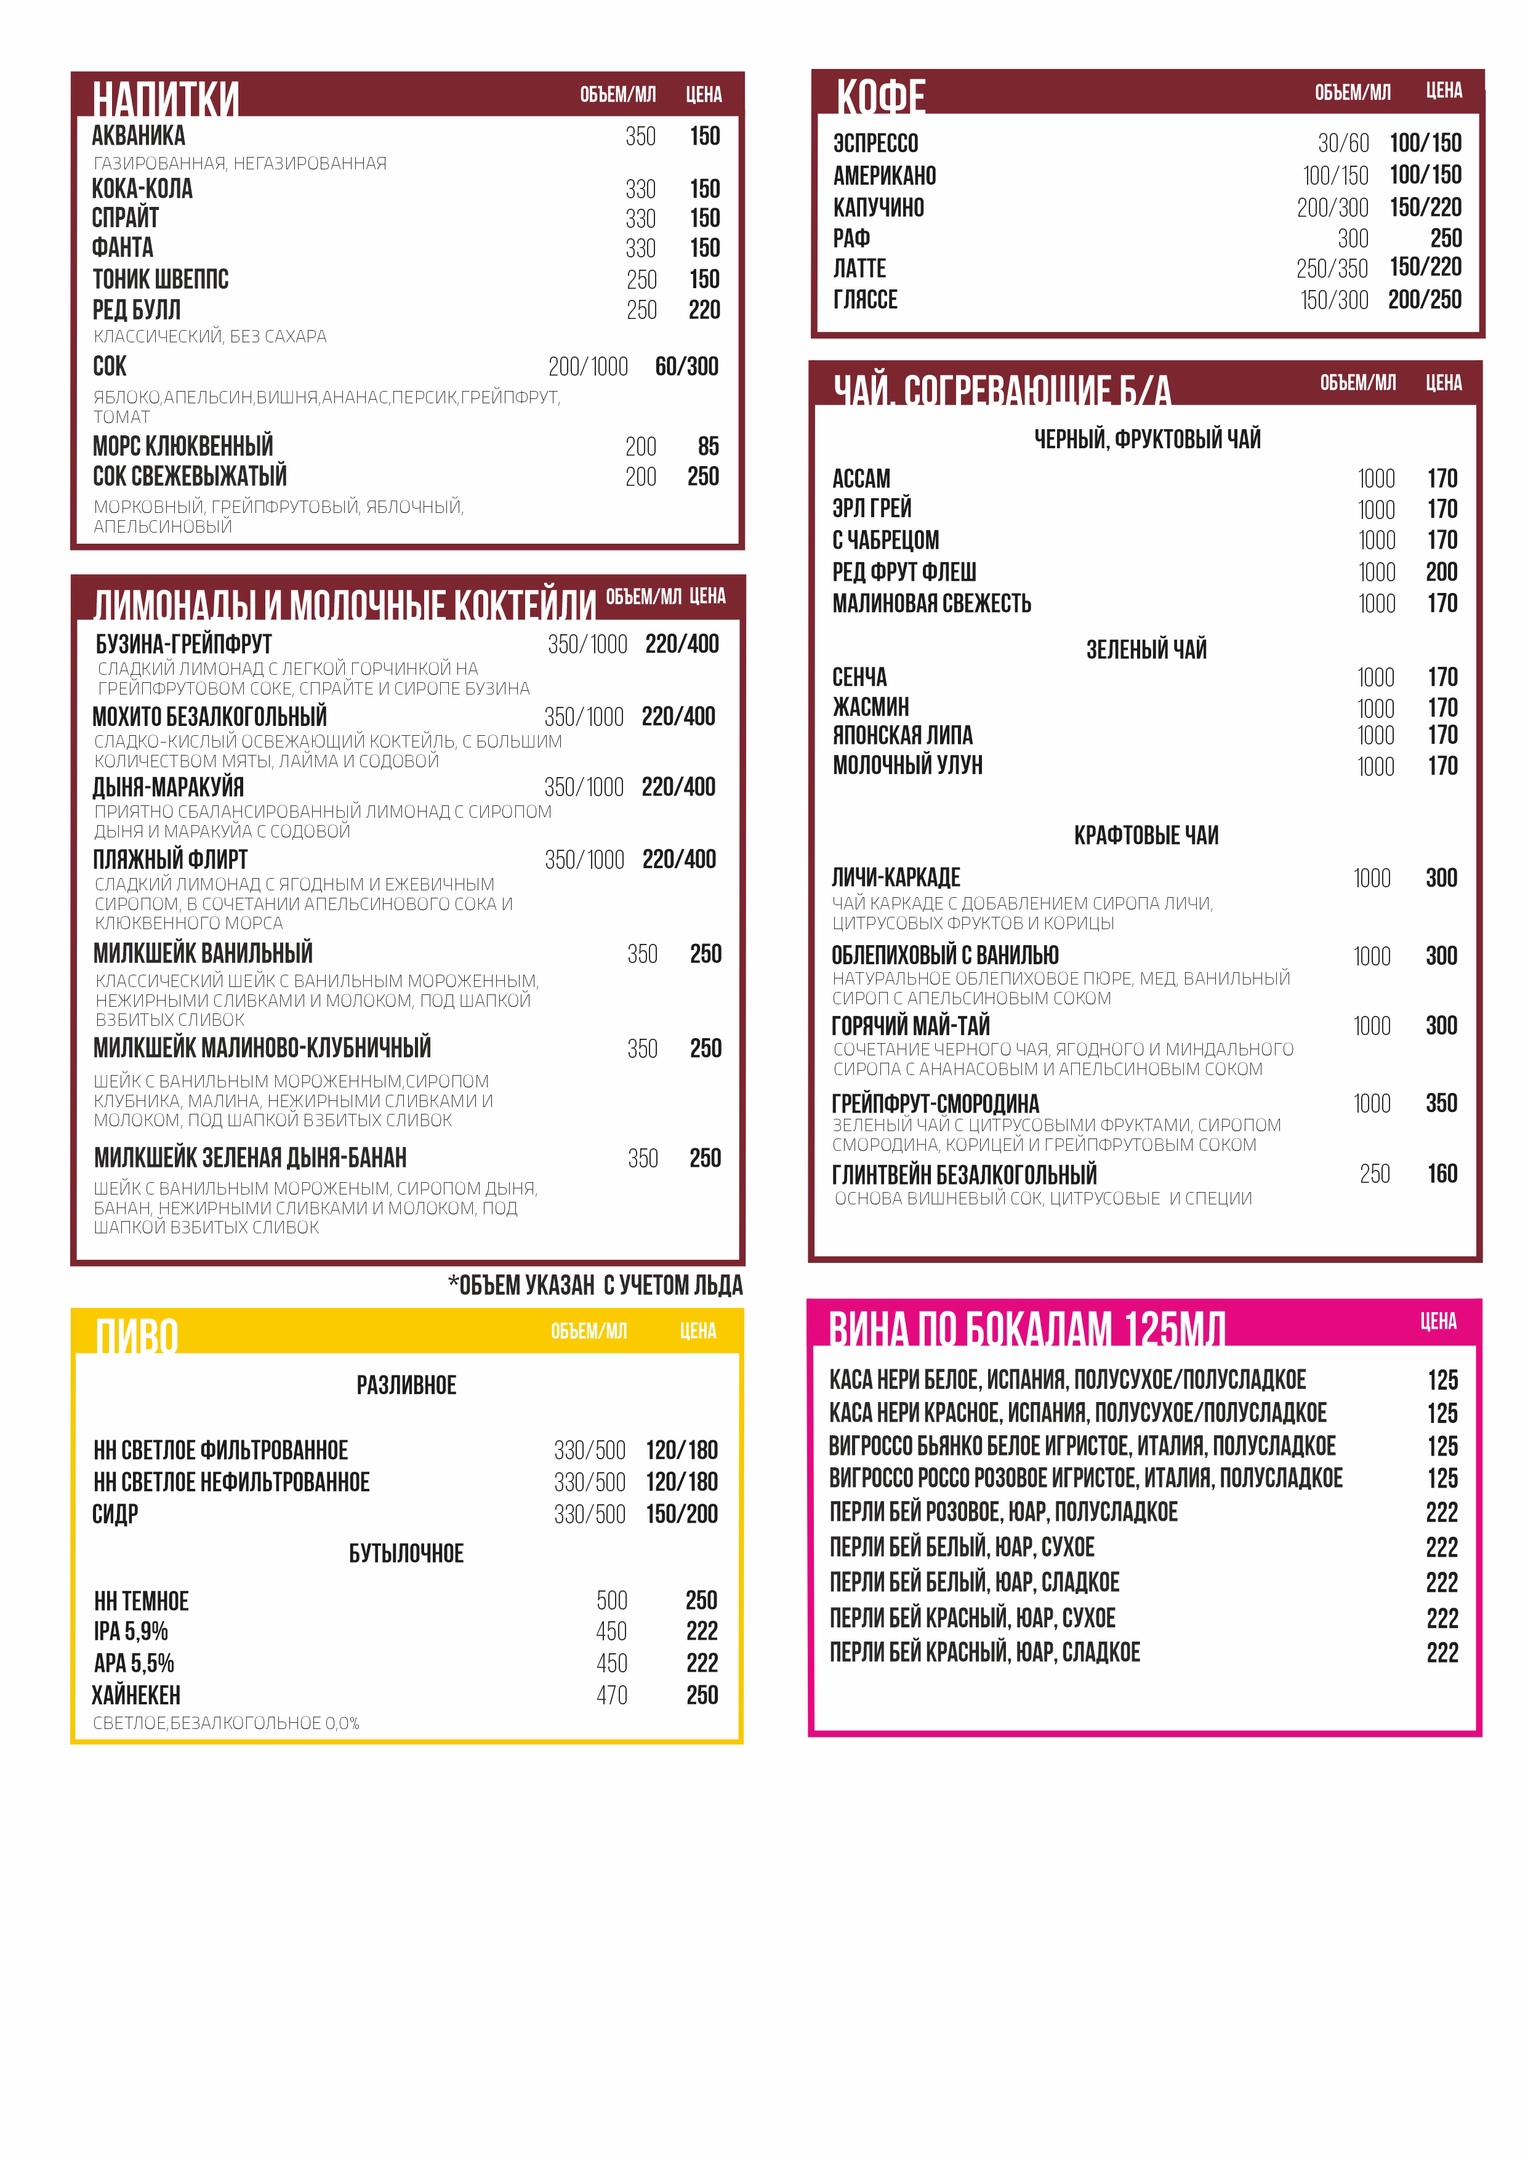 НАПИТКИ ОБЪЕМ/МЛ ЦЕНА
АКВАНИКА 350 150
ГАЗИРОВАННАЯ, НЕГАЗИРОВАННАЯ
КОКА-КОЛА 330 150
СПРАЙТ 330 150
ФАНТА 330 150
ТОНИК ШВЕППС 250 150
РЕД БУЛЛ 250 220
КЛАССИЧЕСКИЙ, БЕЗ САХАРА
СОК 200/1000 60/300
ЯБЛОКО,АПЕЛЬСИН,ВИШНЯ,АНАНАС,ПЕРСИК,ГРЕЙПФРУТ,
ТОМАТ
МОРС КЛЮКВЕННЫЙ 200 85
СОК СВЕЖЕВЫЖАТЫЙ 200 250
МОРКОВНЫЙ, ГРЕЙПФРУТОВЫЙ, ЯБЛОЧНЫЙ,
АПЕЛЬСИНОВЫЙ
ЛИМОНАДЫ И МОЛОЧНЫЕ КОКТЕЙЛИ ОБЪЕМ/МЛ ЦЕНА
БУЗИНА-ГРЕЙПФРУТ 350/1000 220/400
СЛАДКИЙ ЛИМОНАД С ЛЕГКОЙ ГОРЧИНКОЙ НА
ГРЕЙПФРУТОВОМ СОКЕ, СПРАЙТЕ И СИРОПЕ БУЗИНА
МОХИТО БЕЗАЛКОГОЛЬНЫЙ 350/1000 220/400
СЛАДКО-КИСЛЫЙ ОСВЕЖАЮЩИЙ КОКТЕЙЛЬ, С БОЛЬШИМ
КОЛИЧЕСТВОМ МЯТЫ, ЛАЙМА И СОДОВОЙ
ДЫНЯ-МАРАКУЙЯ 350/1000 220/400
ПРИЯТНО СБАЛАНСИРОВАННЫЙ ЛИМОНАД С СИРОПОМ
ДЫНЯ И МАРАКУЙА С СОДОВОЙ
ПЛЯЖНЫЙ ФЛИРТ 350/1000 220/400
СЛАДКИЙ ЛИМОНАД С ЯГОДНЫМ И ЕЖЕВИЧНЫМ
СИРОПОМ, В СОЧЕТАНИИ АПЕЛЬСИНОВОГО СОКА И
КЛЮКВЕННОГО МОРСА
МИЛКШЕЙК ВАНИЛЬНЫЙ 350 250
КЛАССИЧЕСКИЙ ШЕЙК С ВАНИЛЬНЫМ МОРОЖЕННЫМ,
НЕЖИРНЫМИ СЛИВКАМИ И МОЛОКОМ, ПОД ШАПКОЙ
ВЗБИТЫХ СЛИВОК
МИЛКШЕЙК МАЛИНОВО-КЛУБНИЧНЫЙ 350 250
ШЕЙК С ВАНИЛЬНЫМ МОРОЖЕННЫМ,СИРОПОМ
КЛУБНИКА, МАЛИНА, НЕЖИРНЫМИ СЛИВКАМИ И
МОЛОКОМ, ПОД ШАПКОЙ ВЗБИТЫХ СЛИВОК
МИЛКШЕЙК ЗЕЛЕНАЯ ДЫНЯ-БАНАН 350 250
ШЕЙК С ВАНИЛЬНЫМ МОРОЖЕНЫМ, СИРОПОМ ДЫНЯ,
БАНАН, НЕЖИРНЫМИ СЛИВКАМИ И МОЛОКОМ, ПОД
ШАПКОЙ ВЗБИТЫХ СЛИВОК
*ОБЪЕМ УКАЗАН С УЧЕТОМ ЛЬДА
ПИВО ОБЪЕМ/МЛ ЦЕНА
РАЗЛИВНОЕ
НН СВЕТЛОЕ ФИЛЬТРОВАННОЕ 330/500 120/180
НН СВЕТЛОЕ НЕФИЛЬТРОВАННОЕ 330/500 120/180
СИДР 330/500 150/200
БУТЫЛОЧНОЕ
НН ТЕМНОЕ 500 250
IPA 5,9% 450 222
APA 5,5% 450 222
ХАЙНЕКЕН 470 250
СВЕТЛОЕ,БЕЗАЛКОГОЛЬНОЕ 0,0%
КОФЕ ОБЪЕМ/МЛ ЦЕНА
ЭСПРЕССО 30/60 100/150
АМЕРИКАНО 100/150 100/150
КАПУЧИНО 200/300 150/220
РАФ 300 250
ЛАТТЕ 250/350 150/220
ГЛЯССЕ 150/300 200/250
ЧАЙ, СОГРЕВАЮЩИЕ Б/А ОБЪЕМ/МЛ ЦЕНА
ЧЕРНЫЙ, ФРУКТОВЫЙ ЧАЙ
АССАМ 1000 170
ЭРЛ ГРЕЙ 1000 170
С ЧАБРЕЦОМ 1000 170
РЕД ФРУТ ФЛЕШ 1000 200
МАЛИНОВАЯ СВЕЖЕСТЬ 1000 170
ЗЕЛЕНЫЙ ЧАЙ
СЕНЧА 1000 170
ЖАСМИН 1000 170
ЯПОНСКАЯ ЛИПА 1000 170
МОЛОЧНЫЙ УЛУН 1000 170
КРАФТОВЫЕ ЧАИ
ЛИЧИ-КАРКАДЕ 1000 300
ЧАЙ КАРКАДЕ С ДОБАВЛЕНИЕМ СИРОПА ЛИЧИ,
ЦИТРУСОВЫХ ФРУКТОВ И КОРИЦЫ
ОБЛЕПИХОВЫЙ С ВАНИЛЬЮ 1000 300
НАТУРАЛЬНОЕ ОБЛЕПИХОВОЕ ПЮРЕ, МЕД, ВАНИЛЬНЫЙ
СИРОП С АПЕЛЬСИНОВЫМ СОКОМ
ГОРЯЧИЙ МАЙ-ТАЙ 1000 300
СОЧЕТАНИЕ ЧЕРНОГО ЧАЯ, ЯГОДНОГО И МИНДАЛЬНОГО
СИРОПА С АНАНАСОВЫМ И АПЕЛЬСИНОВЫМ СОКОМ
ГРЕЙПФРУТ-СМОРОДИНА 1000 350
ЗЕЛЕНЫЙ ЧАЙ С ЦИТРУСОВЫМИ ФРУКТАМИ, СИРОПОМ
СМОРОДИНА, КОРИЦЕЙ И ГРЕЙПФРУТОВЫМ СОКОМ
ГЛИНТВЕЙН БЕЗАЛКОГОЛЬНЫЙ 250 160
ОСНОВА ВИШНЕВЫЙ СОК, ЦИТРУСОВЫЕ И СПЕЦИИ
ВИНА ПО БОКАЛАМ 125МЛ ЦЕНА
КАСА НЕРИ БЕЛОЕ, ИСПАНИЯ, ПОЛУСУХОЕ/ПОЛУСЛАДКОЕ 125
КАСА НЕРИ КРАСНОЕ, ИСПАНИЯ, ПОЛУСУХОЕ/ПОЛУСЛАДКОЕ 125
ВИГРОССО БЬЯНКО БЕЛОЕ ИГРИСТОЕ, ИТАЛИЯ, ПОЛУСЛАДКОЕ 125
ВИГРОССО РОССО РОЗОВОЕ ИГРИСТОЕ, ИТАЛИЯ, ПОЛУСЛАДКОЕ 125
ПЕРЛИ БЕЙ РОЗОВОЕ, ЮАР, ПОЛУСЛАДКОЕ 222
ПЕРЛИ БЕЙ БЕЛЫЙ, ЮАР, СУХОЕ 222
ПЕРЛИ БЕЙ БЕЛЫЙ, ЮАР, СЛАДКОЕ 222
ПЕРЛИ БЕЙ КРАСНЫЙ, ЮАР, СУХОЕ 222
ПЕРЛИ БЕЙ КРАСНЫЙ, ЮАР, СЛАДКОЕ 222